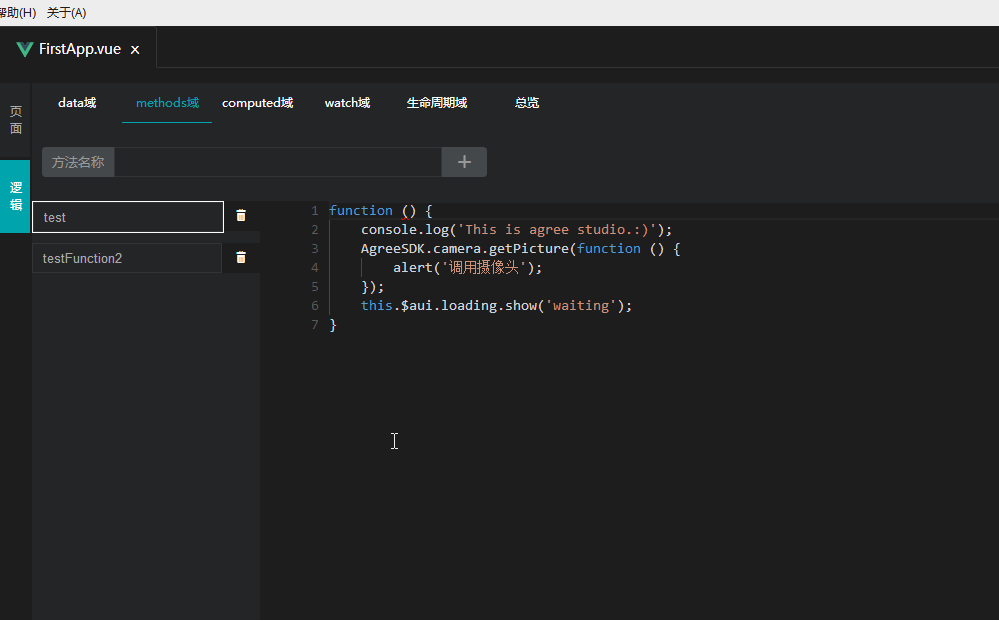 帮助(H) 关于(A)
FirstApp.vue ×
页面
逻辑
data域 methods域 computed域 watch域 生命周期域 总览
方法名称 +
test
testFunction2
1 function () {
2 console.log('This is agree studio.:)');
3 AgreeSDK.camera.getPicture(function () {
4 alert('调用摄像头');
5 });
6 this.$aui.loading.show('waiting');
7 }